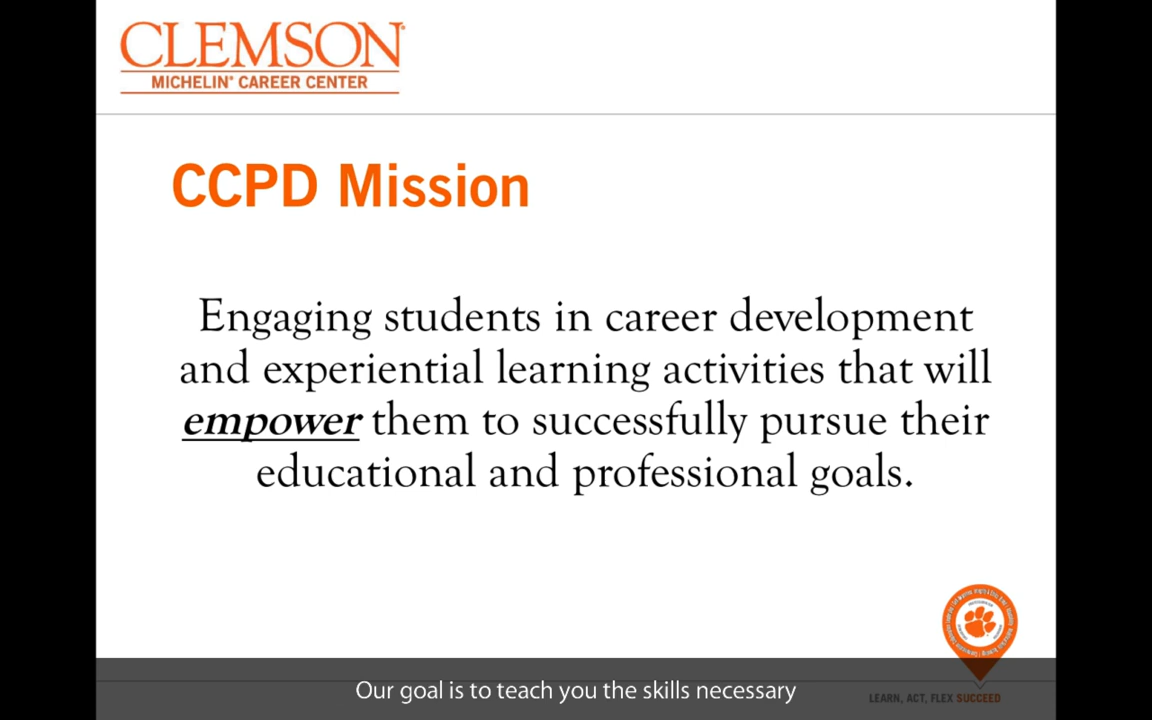 CLEMSON®
MICHELIN® CAREER CENTER
CCPD Mission
Engaging students in career development
and experiential learning activities that will
empower them to successfully pursue their
educational and professional goals.
Our goal is to teach you the skills necessary
LEARN, ACT, FLEX SUCCEED